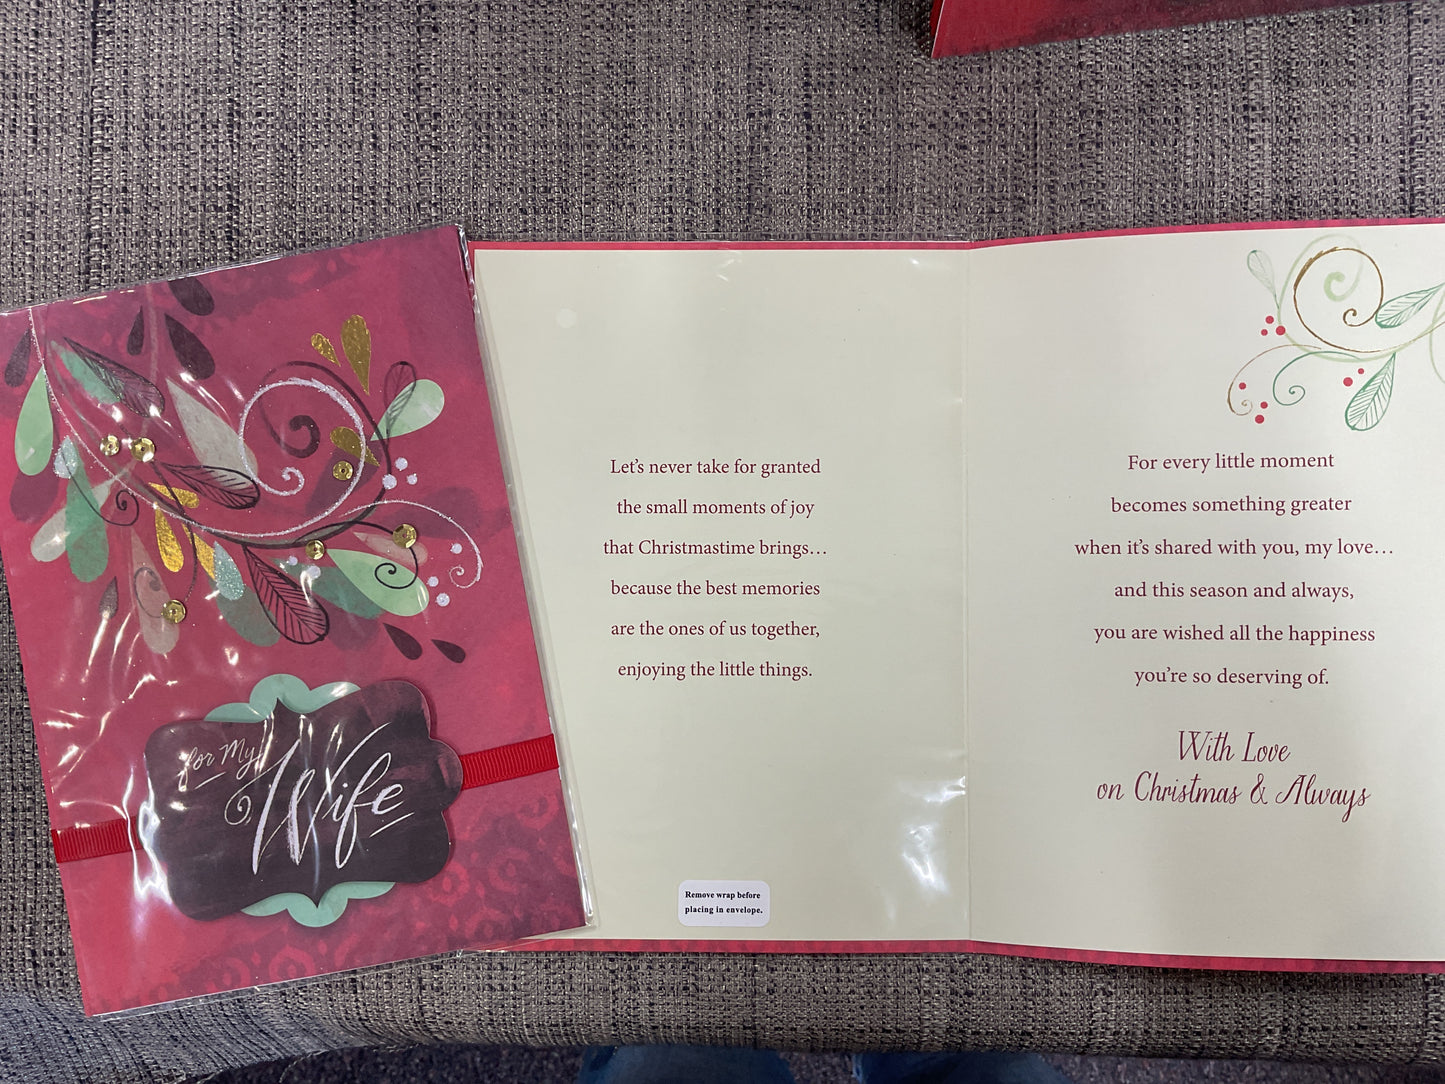 for My
Wife
Let's never take for granted
the small moments of joy
that Christmastime brings...
because the best memories
are the ones of us together,
enjoying the little things.
Remove wrap before
placing in envelope.
For every little moment
becomes something greater
when it's shared with you, my love...
and this season and always,
you are wished all the happiness
you're so deserving of.
With Love
on Christmas & Always